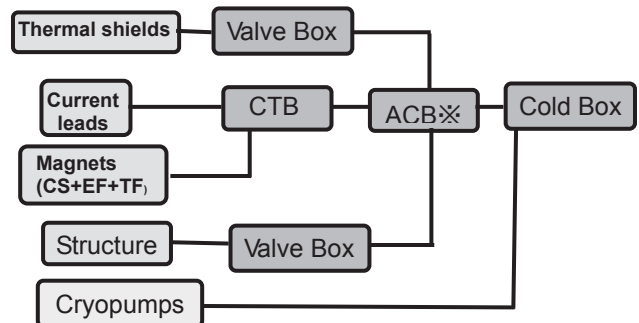 Thermal shields
Valve Box
Current
leads
CTB
ACB※
Cold Box
Magnets
(CS+EF+TF)
Structure
Valve Box
Cryopumps